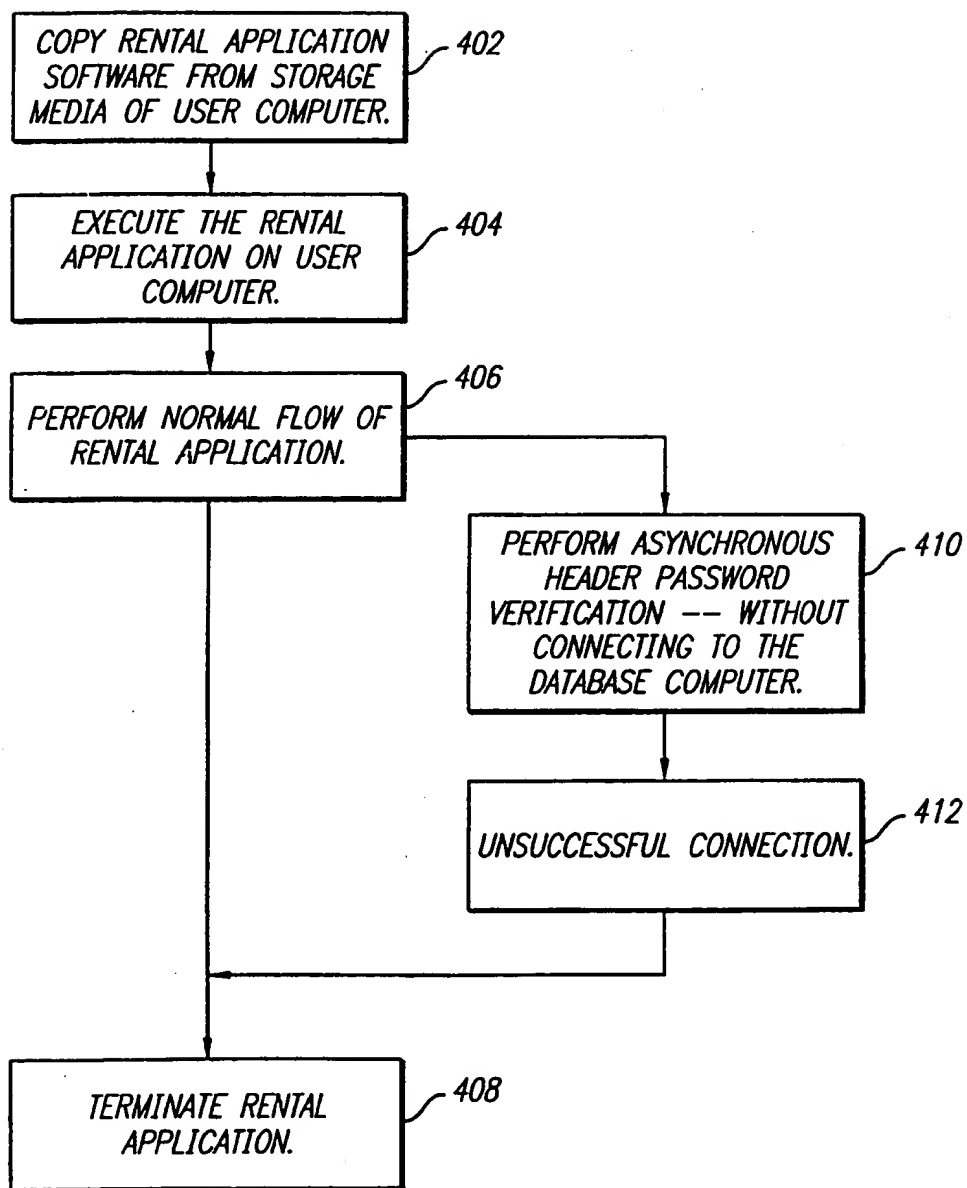 COPY RENTAL APPLICATION
SOFTWARE FROM STORAGE
MEDIA OF USER COMPUTER.
402
EXECUTE THE RENTAL
APPLICATION ON USER
COMPUTER.
404
PERFORM NORMAL FLOW OF
RENTAL APPLICATION.
406
PERFORM ASYNCHRONOUS
HEADER PASSWORD
VERIFICATION -- WITHOUT
CONNECTING TO THE
DATABASE COMPUTER.
410
UNSUCCESSFUL CONNECTION.
412
TERMINATE RENTAL
APPLICATION.
408